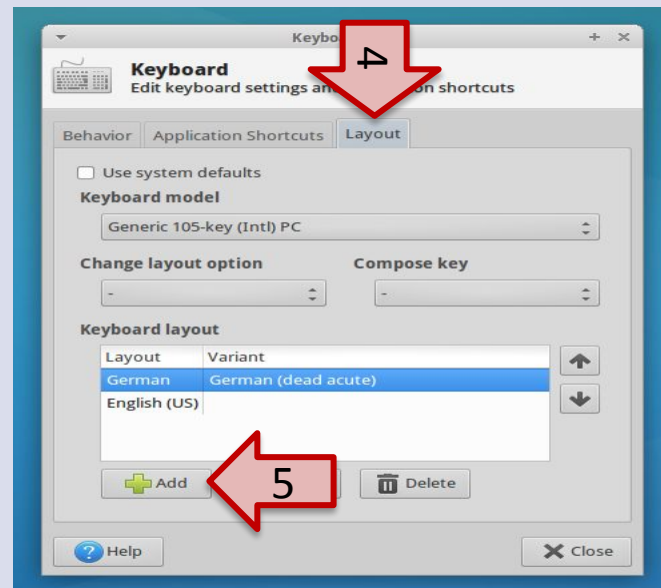 Keybo
4
Keyboard
Edit keyboard settings an on shortcuts
Behavior Application Shortcuts Layout
Use system defaults
Keyboard model
Generic 105-key (Intl) PC
Change layout option Compose key
- -
Keyboard layout
Layout Variant
German German (dead acute)
English (US)
Add 5 Delete
Help Close